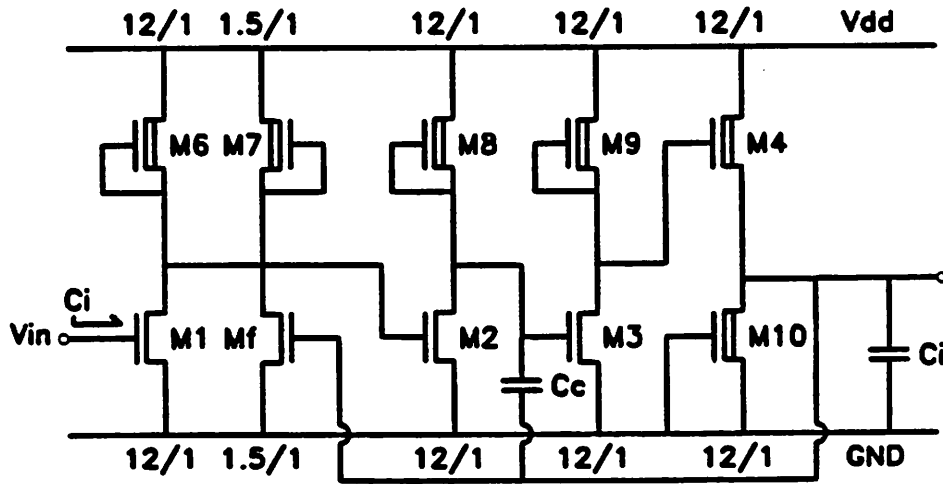 12/1 1.5/1 12/1 12/1 12/1 Vdd
M6 M7 M8 M9 M4
Ci
Vin M1 Mf M2 M3 M10 Ci
Cc
12/1 1.5/1 12/1 12/1 12/1 GND